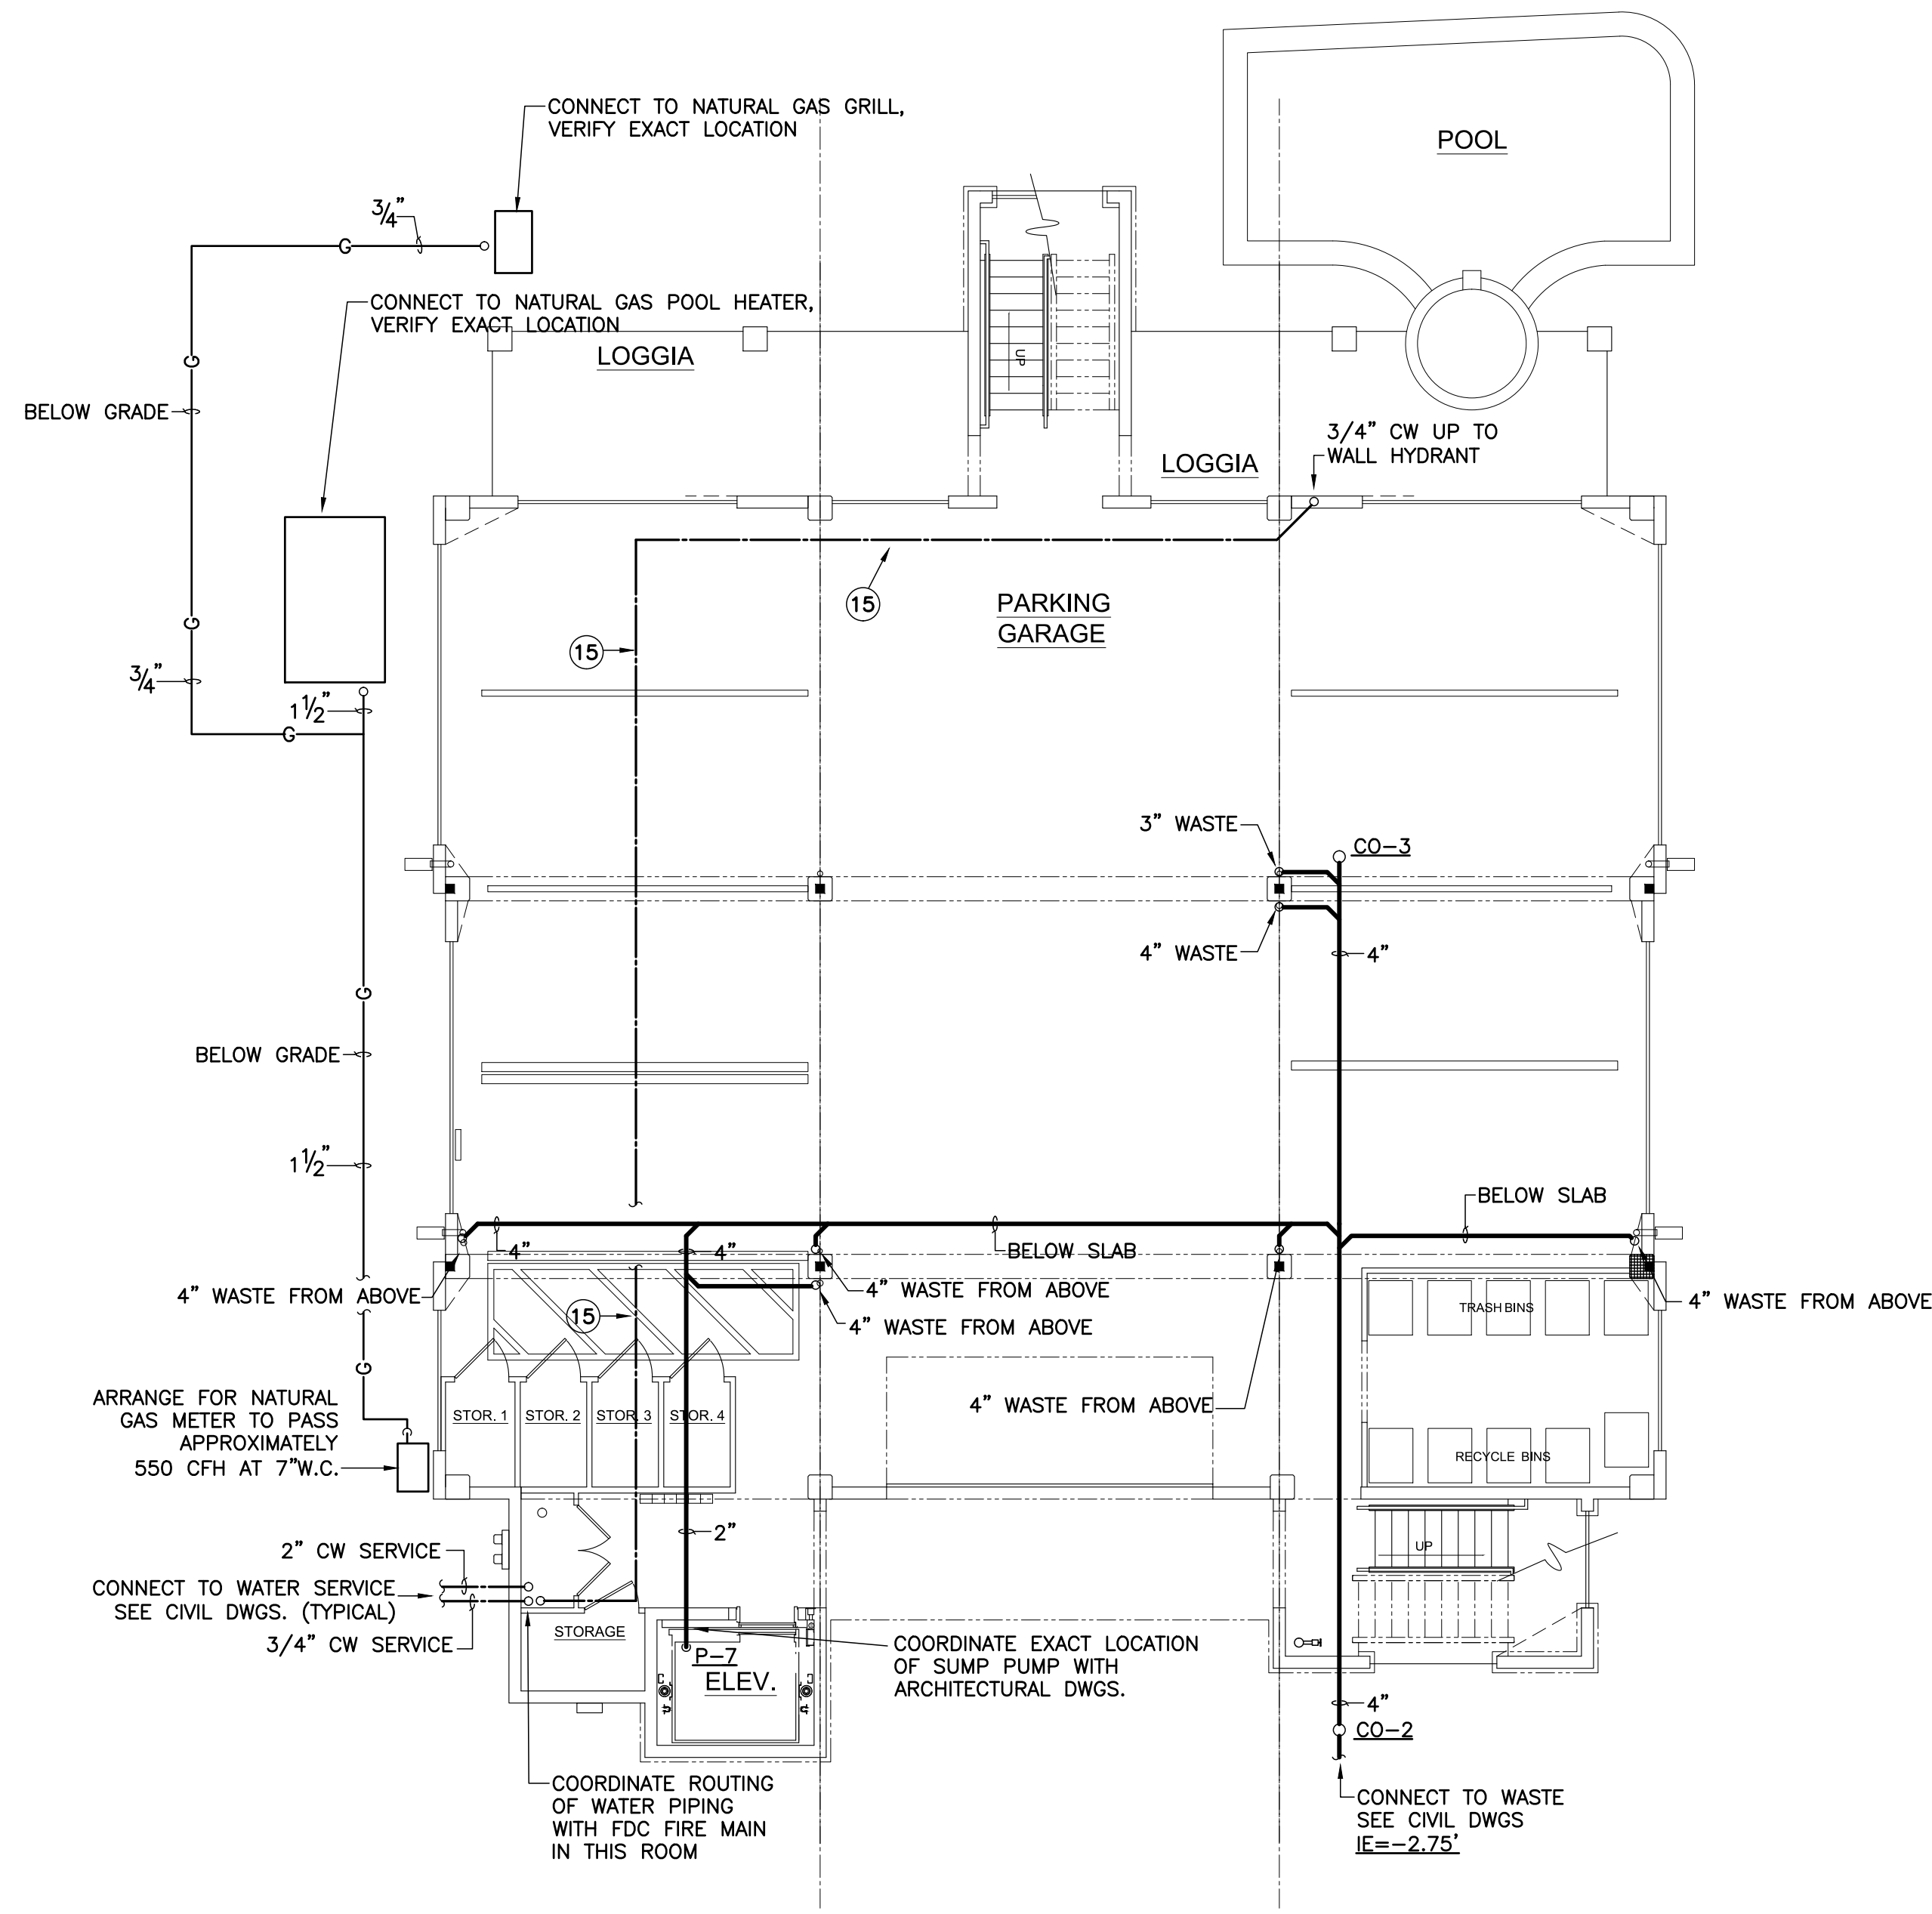 CONNECT TO NATURAL GAS GRILL,
VERIFY EXACT LOCATION
POOL
3/4"
G
CONNECT TO NATURAL GAS POOL HEATER,
VERIFY EXACT LOCATION
LOGGIA
UP
G
BELOW GRADE
3/4" CW UP TO
WALL HYDRANT
LOGGIA
15
PARKING
GARAGE
G
15
3/4"
1 1/2"
G
3" WASTE
CO-3
4" WASTE
4"
G
BELOW GRADE
1 1/2"
BELOW SLAB
4"
4"
BELOW SLAB
4" WASTE FROM ABOVE
4" WASTE FROM ABOVE
4" WASTE FROM ABOVE
TRASH BINS
15
4" WASTE FROM ABOVE
G
ARRANGE FOR NATURAL
GAS METER TO PASS
APPROXIMATELY
550 CFH AT 7"W.C.
4" WASTE FROM ABOVE
STOR. 1
STOR. 2
STOR. 3
STOR. 4
RECYCLE BINS
2"
UP
2" CW SERVICE
CONNECT TO WATER SERVICE
SEE CIVIL DWGS. (TYPICAL)
3/4" CW SERVICE
STORAGE
P-7
ELEV.
COORDINATE EXACT LOCATION
OF SUMP PUMP WITH
ARCHITECTURAL DWGS.
4"
CO-2
COORDINATE ROUTING
OF WATER PIPING
WITH FDC FIRE MAIN
IN THIS ROOM
CONNECT TO WASTE
SEE CIVIL DWGS
IE=-2.75'